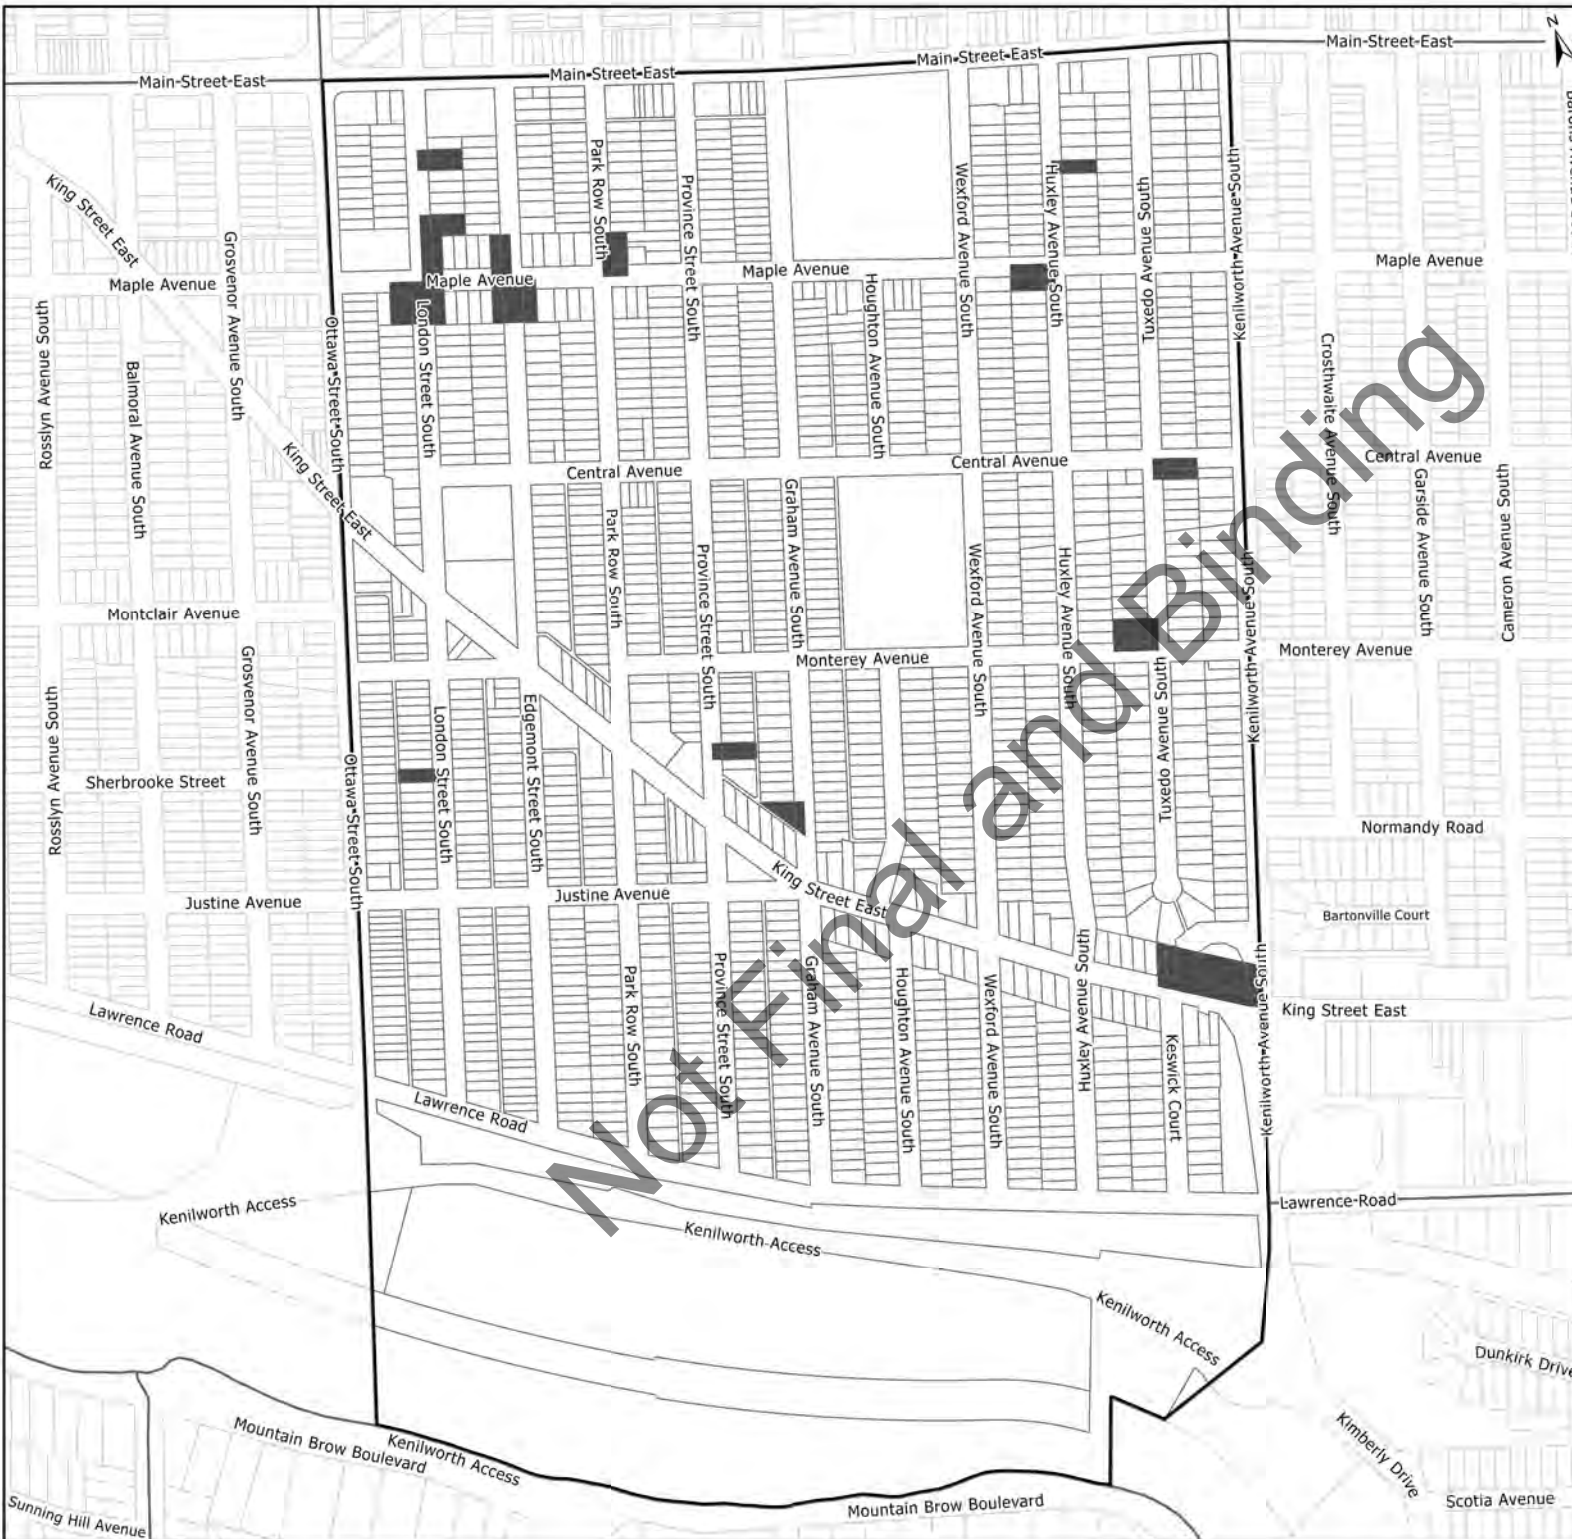 Main Street East
Main Street East
Main Street East
Main Street East
N
King Street East
Park Row South
Province Street South
Wexford Avenue South
Huxley Avenue South
Tuxedo Avenue South
Kenilworth Avenue South
Grosvenor Avenue South
Maple Avenue
Maple Avenue
Maple Avenue
Maple Avenue
Rosslyn Avenue South
Balmoral Avenue South
Ottawa Street South
London Street South
Houghton Avenue South
Crosthwaite Avenue South
King Street East
Central Avenue
Central Avenue
Central Avenue
Garside Avenue South
Cameron Avenue South
Park Row South
Province Street South
Graham Avenue South
Wexford Avenue South
Huxley Avenue South
Kenilworth Avenue South
Montclair Avenue
Monterey Avenue
Monterey Avenue
Rosslyn Avenue South
Grosvenor Avenue South
London Street South
Edgemont Street South
Tuxedo Avenue South
Ottawa Street South
Sherbrooke Street
Normandy Road
Justine Avenue
Justine Avenue
King Street East
Bartonville Court
Not Final and Binding
Lawrence Road
Park Row South
Province Street South
Graham Avenue South
Houghton Avenue South
Wexford Avenue South
Huxley Avenue South
Keswick Court
Kenilworth Avenue South
King Street East
Lawrence Road
Lawrence Road
Kenilworth Access
Kenilworth Access
Kenilworth Access
Dunkirk Drive
Mountain Brow Boulevard
Kenilworth Access
Kimberly Drive
Sunning Hill Avenue
Mountain Brow Boulevard
Scotia Avenue